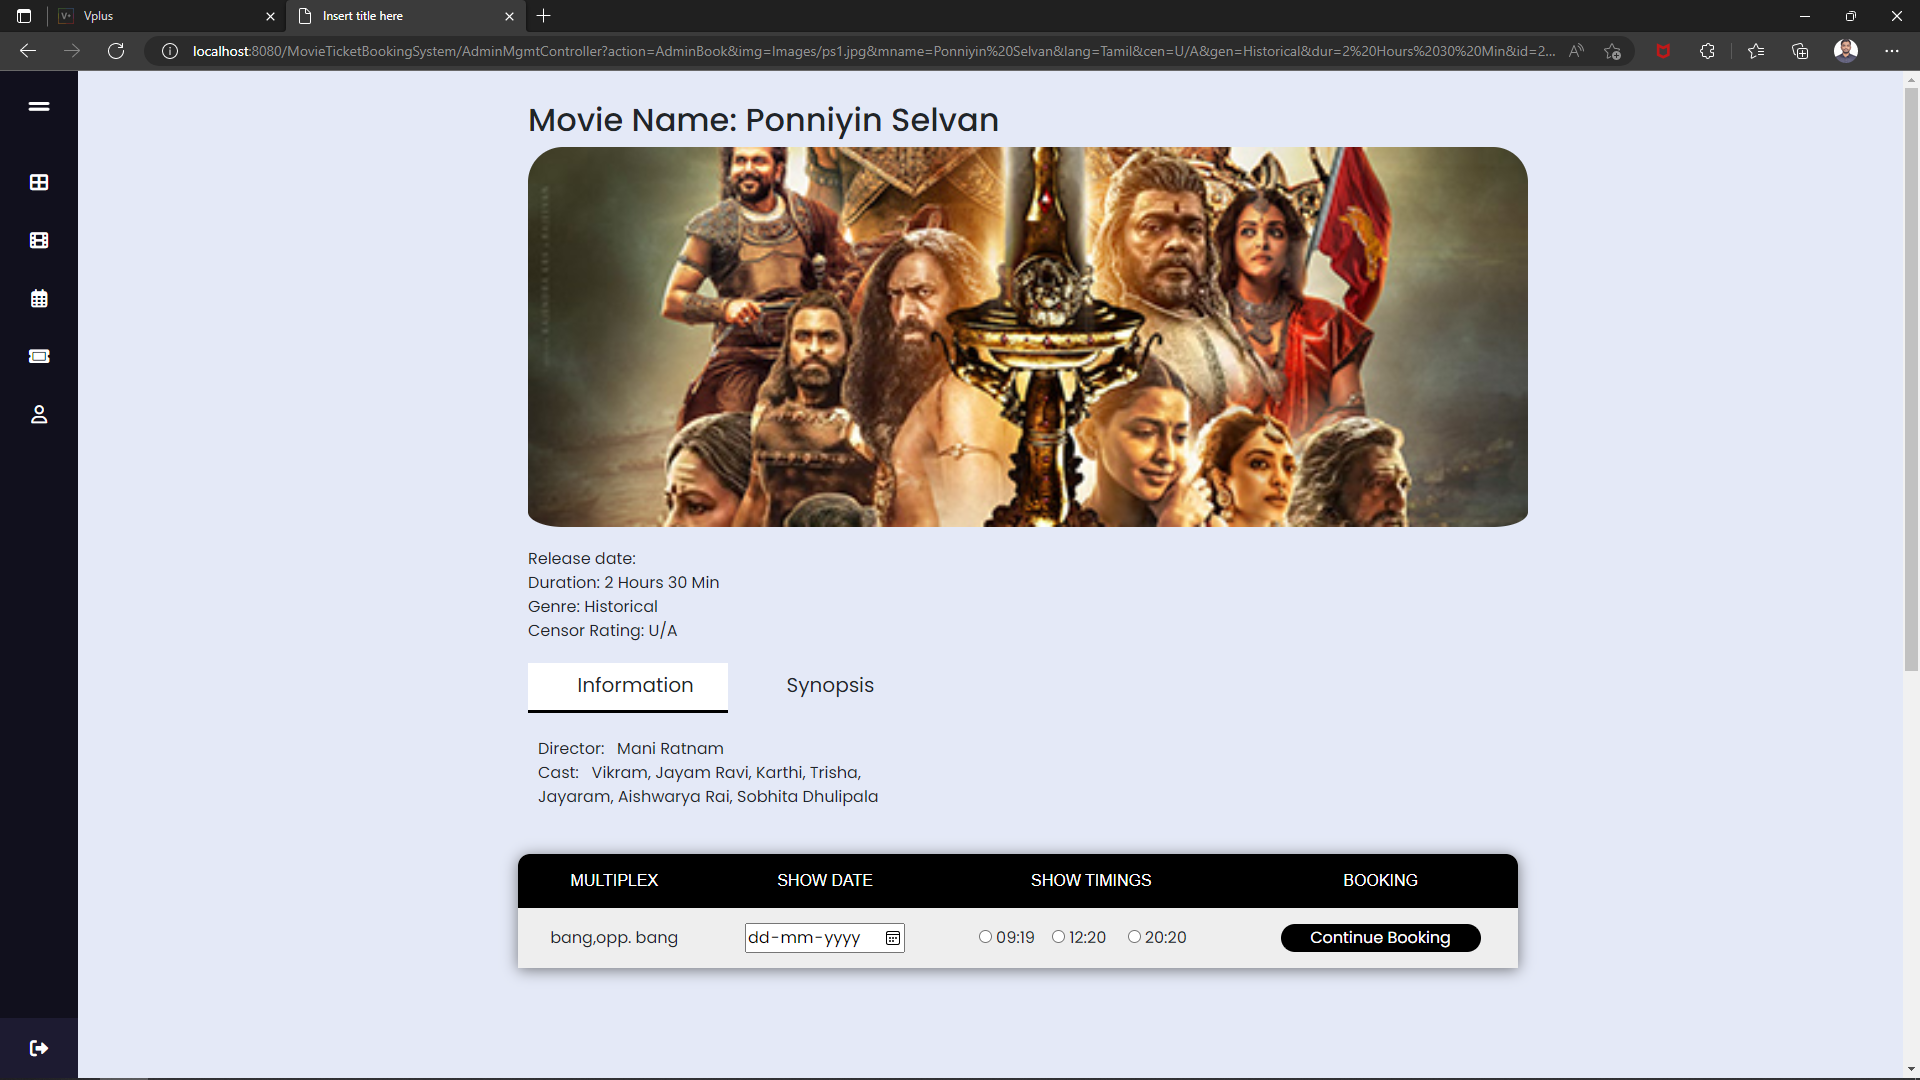 Vplus
Insert title here
localhost:8080/MovieTicketBookingSystem/AdminMgmtController?action=AdminBook&img=Images/ps1.jpg&mname=Ponniyin%20Selvan&lang=Tamil&cen=U/A&gen=Historical&dur=2%20Hours%2030%20Min&id=2...
Movie Name: Ponniyin Selvan
Release date:
Duration: 2 Hours 30 Min
Genre: Historical
Censor Rating: U/A
Information Synopsis
Director: Mani Ratnam
Cast: Vikram, Jayam Ravi, Karthi, Trisha,
Jayaram, Aishwarya Rai, Sobhita Dhulipala
MULTIPLEX SHOW DATE SHOW TIMINGS BOOKING
bang,opp. bang dd-mm-yyyy 09:19 12:20 20:20 Continue Booking